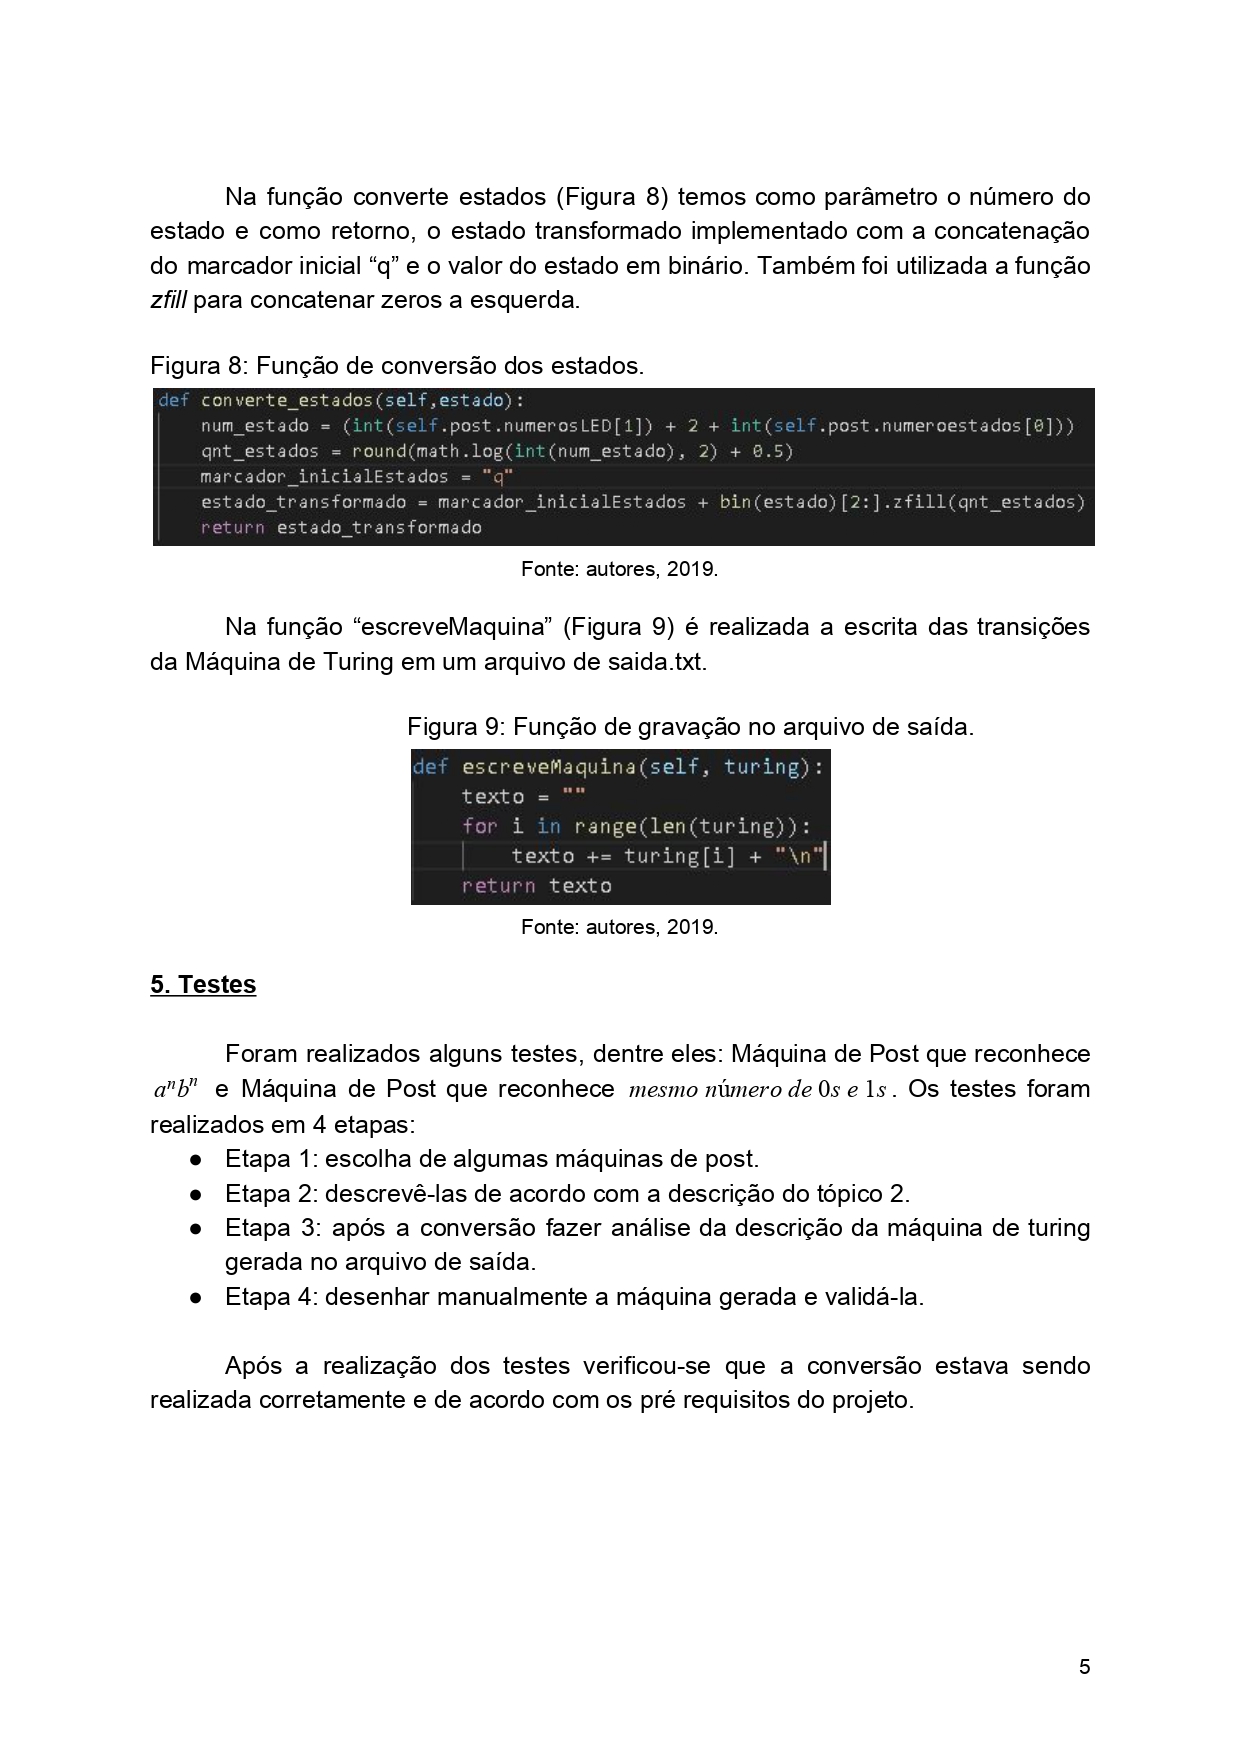 Na função converte estados (Figura 8) temos como parâmetro o número do
estado e como retorno, o estado transformado implementado com a concatenação
do marcador inicial “q” e o valor do estado em binário. Também foi utilizada a função
zfill para concatenar zeros a esquerda.
Figura 8: Função de conversão dos estados.
def converte_estados(self,estado):
    num_estado = (int(self.post.numerosLED[1]) + 2 + int(self.post.numeroestados[0]))
    qnt_estados = round(math.log(int(num_estado), 2) + 0.5)
    marcador_inicialEstados = "q"
    estado_transformado = marcador_inicialEstados + bin(estado)[2:].zfill(qnt_estados)
    return estado_transformado
Fonte: autores, 2019.
Na função “escreveMaquina” (Figura 9) é realizada a escrita das transições
da Máquina de Turing em um arquivo de saida.txt.
Figura 9: Função de gravação no arquivo de saída.
def escreveMaquina(self, turing):
    texto = ""
    for i in range(len(turing)):
        texto += turing[i] + "\n"
    return texto
Fonte: autores, 2019.
5. Testes
Foram realizados alguns testes, dentre eles: Máquina de Post que reconhece
aⁿbⁿ e Máquina de Post que reconhece mesmo número de 0s e 1s . Os testes foram
realizados em 4 etapas:
● Etapa 1: escolha de algumas máquinas de post.
● Etapa 2: descrevê-las de acordo com a descrição do tópico 2.
● Etapa 3: após a conversão fazer análise da descrição da máquina de turing
gerada no arquivo de saída.
● Etapa 4: desenhar manualmente a máquina gerada e validá-la.
Após a realização dos testes verificou-se que a conversão estava sendo
realizada corretamente e de acordo com os pré requisitos do projeto.
5